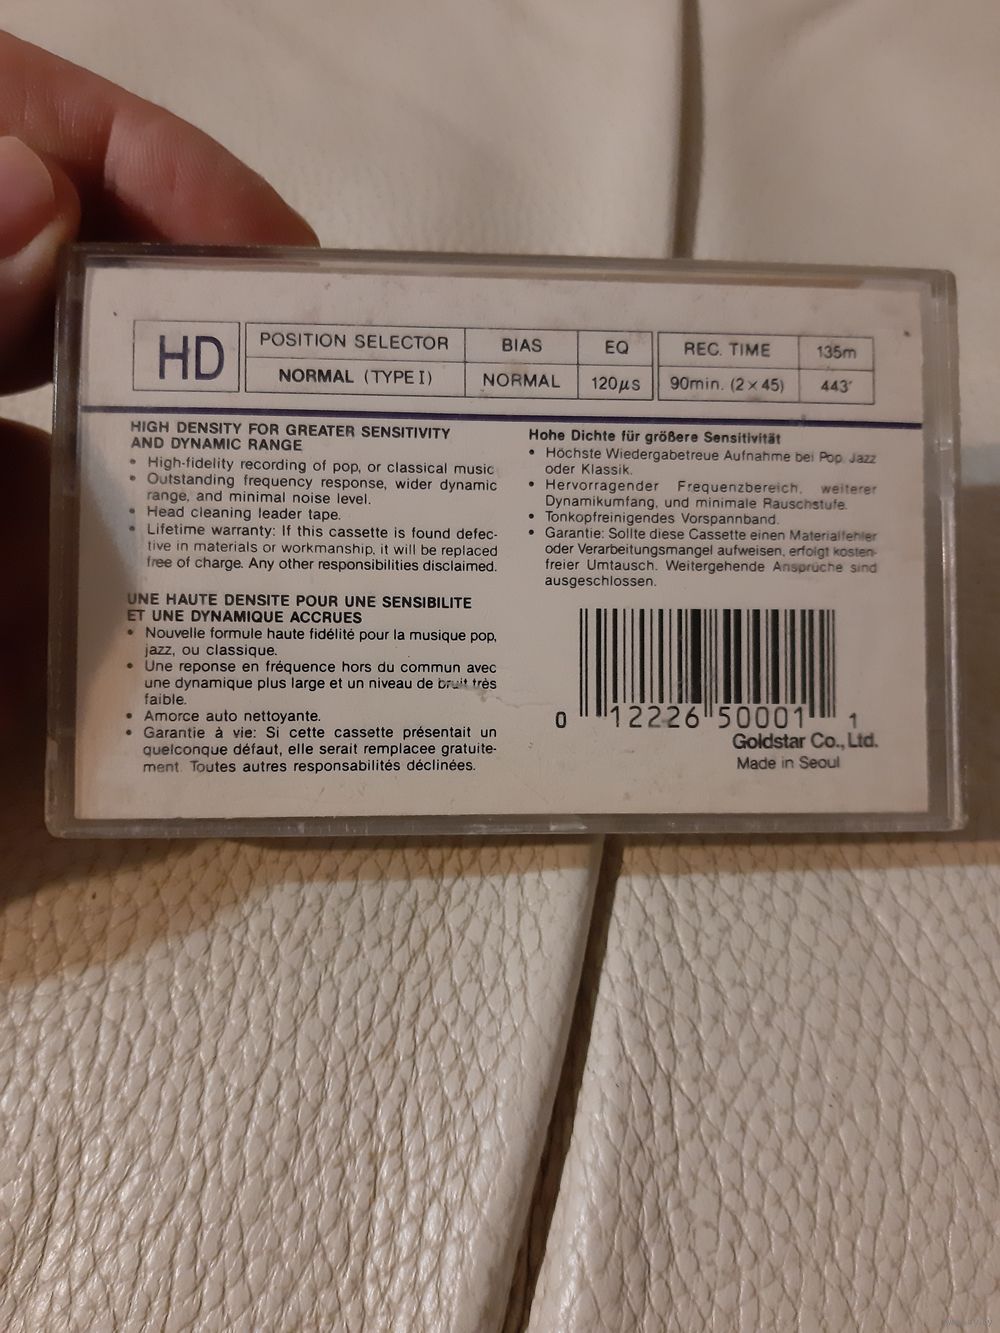 HD
POSITION SELECTOR BIAS EQ REC. TIME 135m
NORMAL (TYPE I) NORMAL 120µs 90min. (2×45) 443'
HIGH DENSITY FOR GREATER SENSITIVITY
AND DYNAMIC RANGE
• High-fidelity recording of pop, or classical music
• Outstanding frequency response, wider dynamic
range, and minimal noise level.
• Head cleaning leader tape.
• Lifetime warranty: If this cassette is found defec-
tive in materials or workmanship, it will be replaced
free of charge. Any other responsibilities disclaimed.
UNE HAUTE DENSITE POUR UNE SENSIBILITE
ET UNE DYNAMIQUE ACCRUES
• Nouvelle formule haute fidélité pour la musique pop,
jazz, ou classique.
• Une reponse en fréquence hors du commun avec
une dynamique plus large et un niveau de bruit très
faible.
• Amorce auto nettoyante.
• Garantie à vie: Si cette cassette présentait un
quelconque défaut, elle serait remplacee gratuite-
ment. Toutes autres responsabilités déclinées.
Hohe Dichte für größere Sensitivität
• Höchste Wiedergabetreue Aufnahme bei Pop, Jazz
oder Klassik.
• Hervorragender Frequenzbereich, weiterer
Dynamikumfang, und minimale Rauschstufe.
• Tonkopfreinigendes Vorspannband.
• Garantie: Sollte diese Cassette einen Materialfehler
oder Verarbeitungsmangel aufweisen, erfolgt kosten-
freier Umtausch. Weitergehende Ansprüche sind
ausgeschlossen.
0 12226 50001 1
Goldstar Co., Ltd.
Made in Seoul